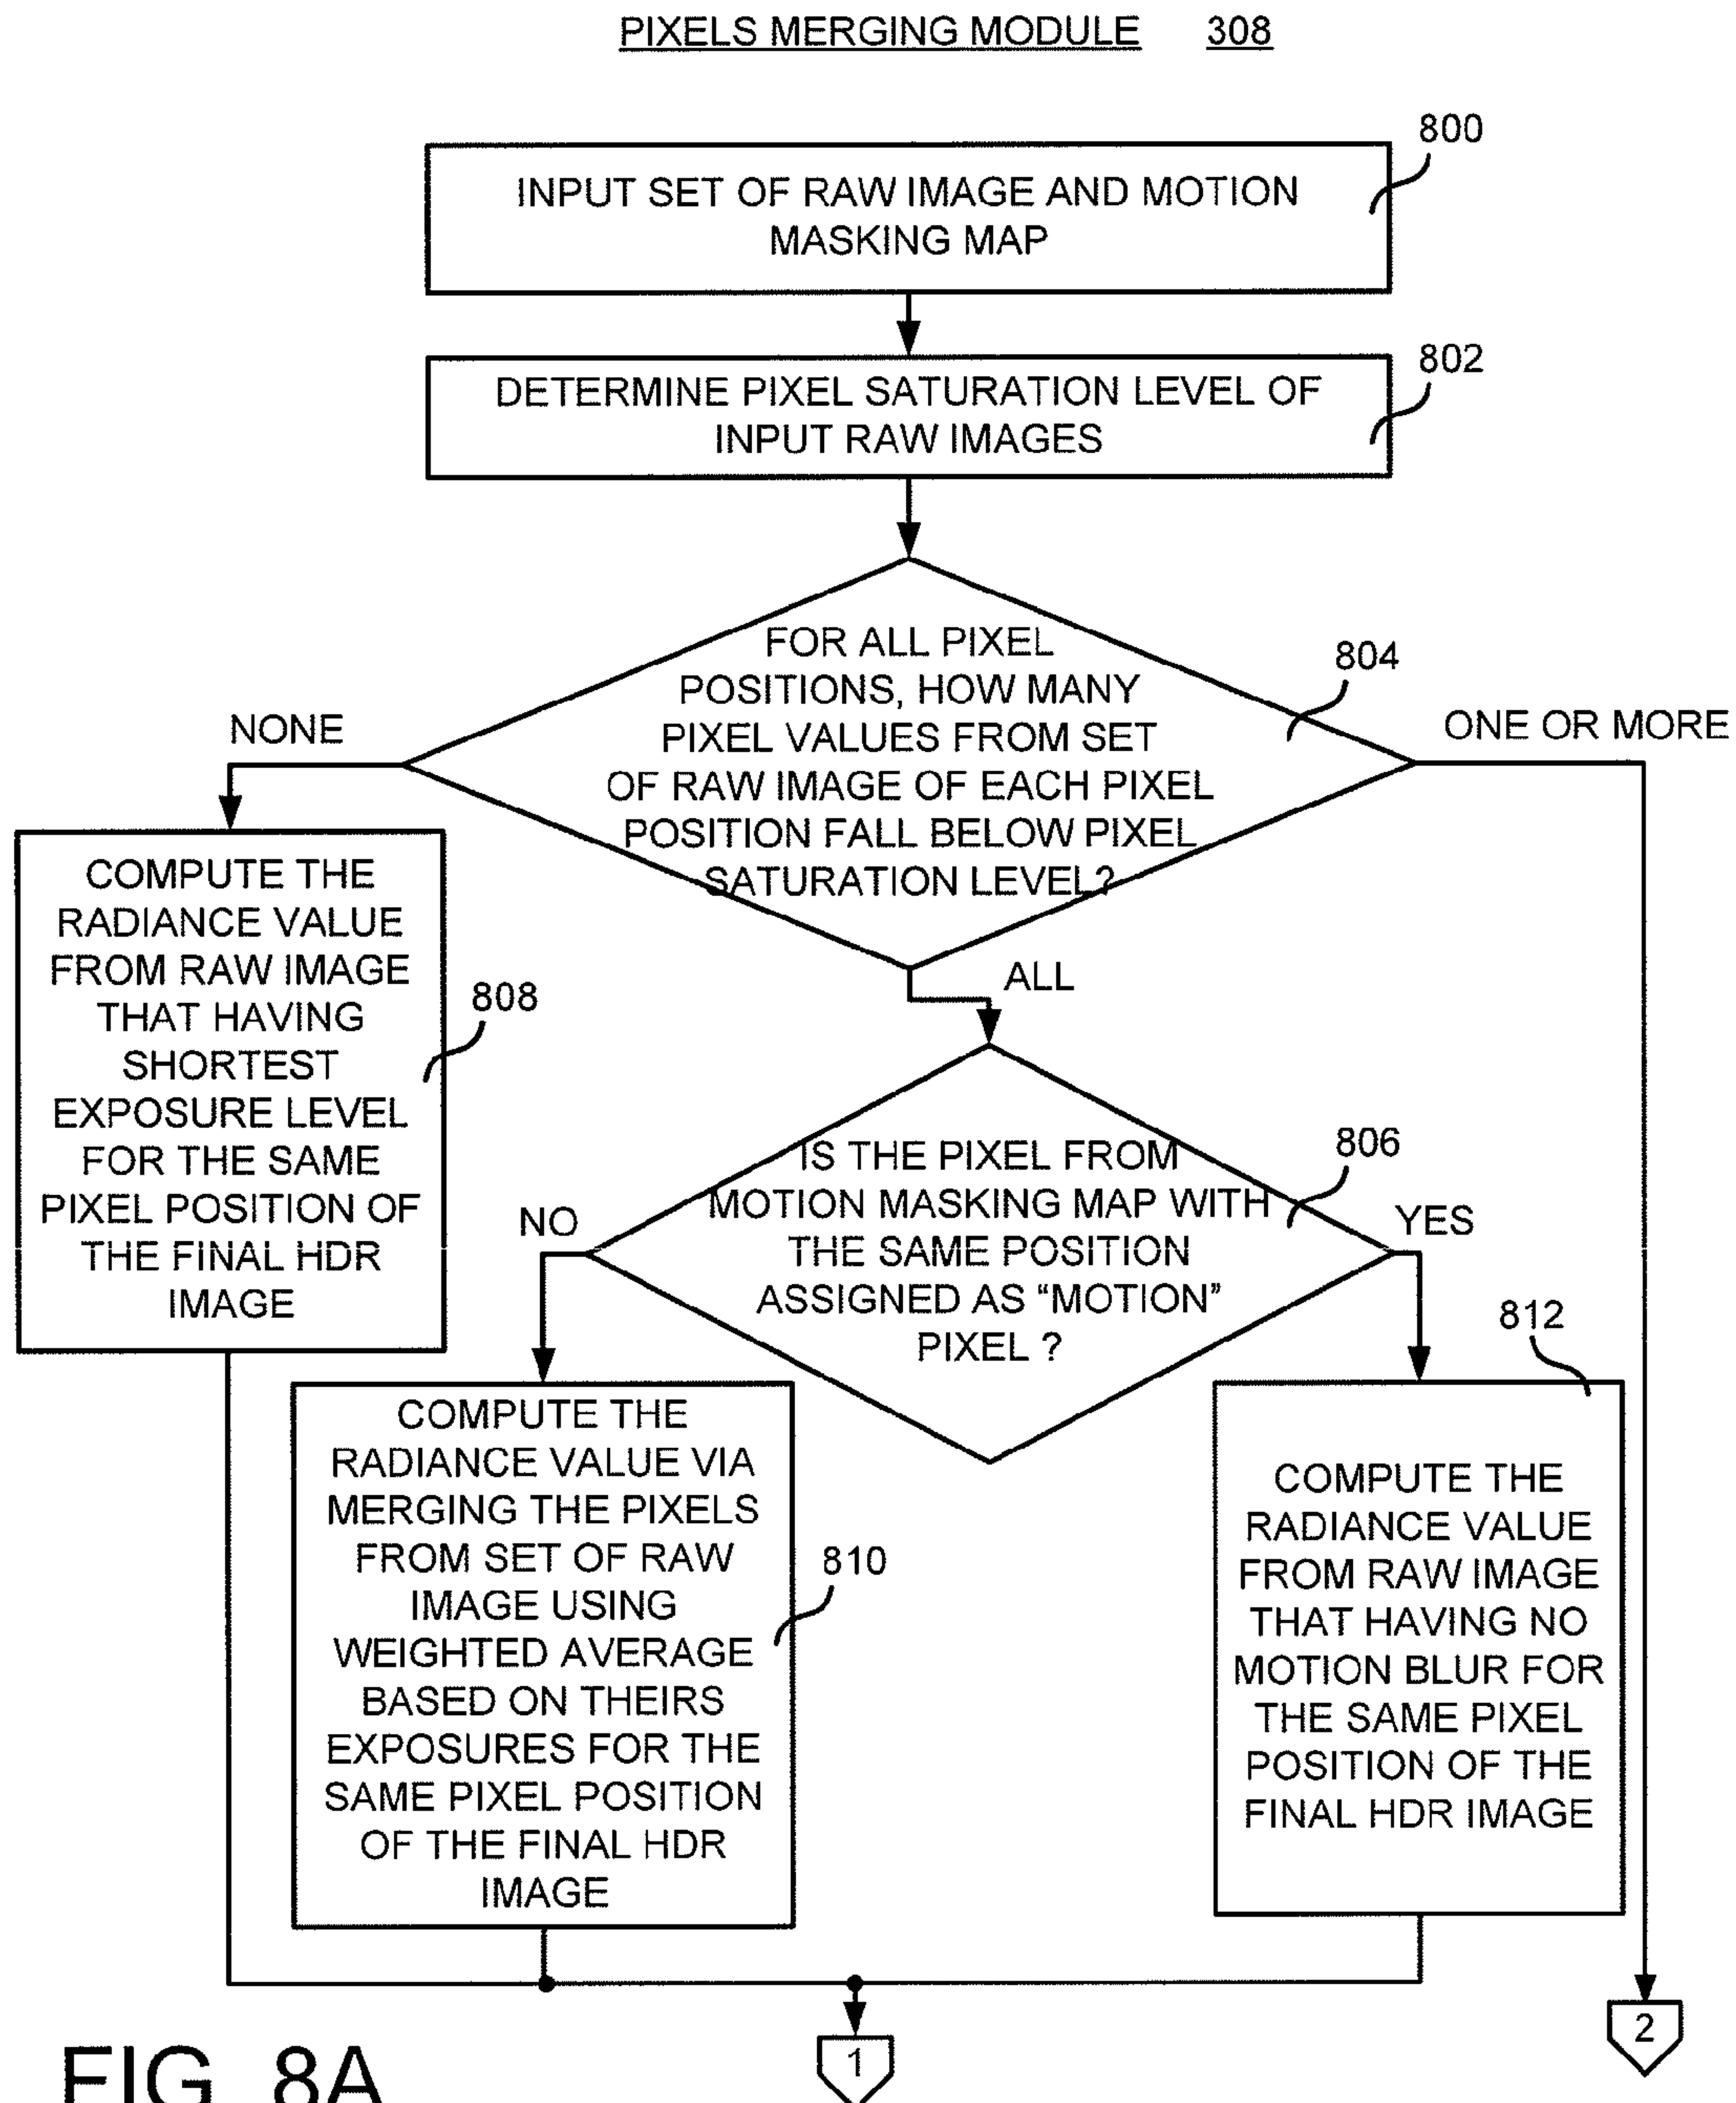 PIXELS MERGING MODULE 308
800
INPUT SET OF RAW IMAGE AND MOTION
MASKING MAP
802
DETERMINE PIXEL SATURATION LEVEL OF
INPUT RAW IMAGES
804
FOR ALL PIXEL
POSITIONS, HOW MANY
PIXEL VALUES FROM SET
OF RAW IMAGE OF EACH PIXEL
POSITION FALL BELOW PIXEL
SATURATION LEVEL?
NONE
ONE OR MORE
ALL
COMPUTE THE
RADIANCE VALUE
FROM RAW IMAGE
THAT HAVING
SHORTEST
EXPOSURE LEVEL
FOR THE SAME
PIXEL POSITION OF
THE FINAL HDR
IMAGE
808
806
IS THE PIXEL FROM
MOTION MASKING MAP WITH
THE SAME POSITION
ASSIGNED AS “MOTION”
PIXEL ?
NO
YES
COMPUTE THE
RADIANCE VALUE VIA
MERGING THE PIXELS
FROM SET OF RAW
IMAGE USING
WEIGHTED AVERAGE
BASED ON THEIRS
EXPOSURES FOR THE
SAME PIXEL POSITION
OF THE FINAL HDR
IMAGE
810
812
COMPUTE THE
RADIANCE VALUE
FROM RAW IMAGE
THAT HAVING NO
MOTION BLUR FOR
THE SAME PIXEL
POSITION OF THE
FINAL HDR IMAGE
1
2
FIG. 8A